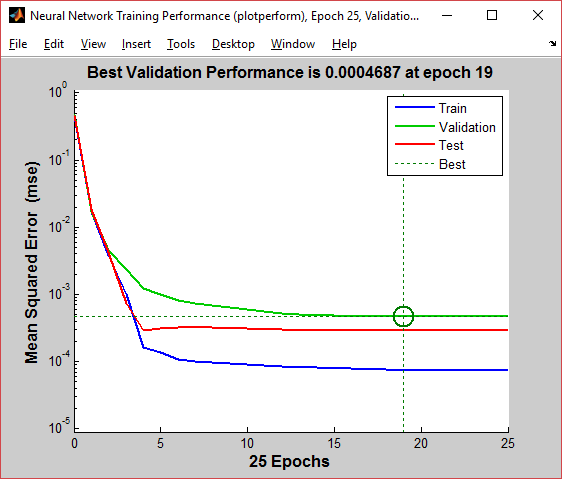 Neural Network Training Performance (plotperform), Epoch 25, Validatio...
File Edit View Insert Tools Desktop Window Help
Best Validation Performance is 0.0004687 at epoch 19
Mean Squared Error (mse)
10^0
10^-1
10^-2
10^-3
10^-4
10^-5
Train
Validation
Test
Best
0 5 10 15 20 25
25 Epochs